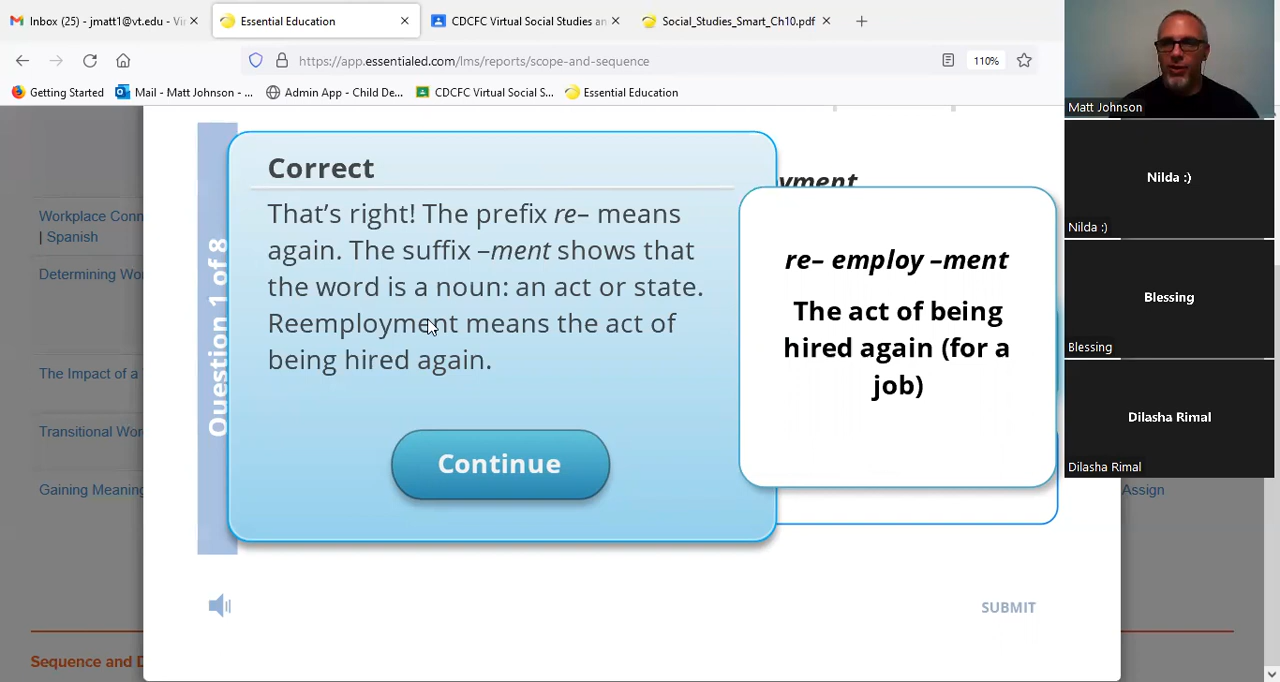 Inbox (25) - jmatt1@vt.edu - Vir
Essential Education
CDCFC Virtual Social Studies an
Social_Studies_Smart_Ch10.pdf
https://app.essentialed.com/lms/reports/scope-and-sequence
110%
Getting Started
Mail - Matt Johnson - ...
Admin App - Child De...
CDCFC Virtual Social S...
Essential Education
Matt Johnson
Nilda :)
Nilda :)
Blessing
Blessing
Dilasha Rimal
Dilasha Rimal
Workplace Conn
| Spanish
Determining Wo
The Impact of a
Transitional Wor
Gaining Meaning
Assign
Sequence and D
Question 1 of 8
Correct
That's right! The prefix re– means
again. The suffix –ment shows that
the word is a noun: an act or state.
Reemployment means the act of
being hired again.
Continue
yment
re– employ –ment
The act of being
hired again (for a
job)
SUBMIT